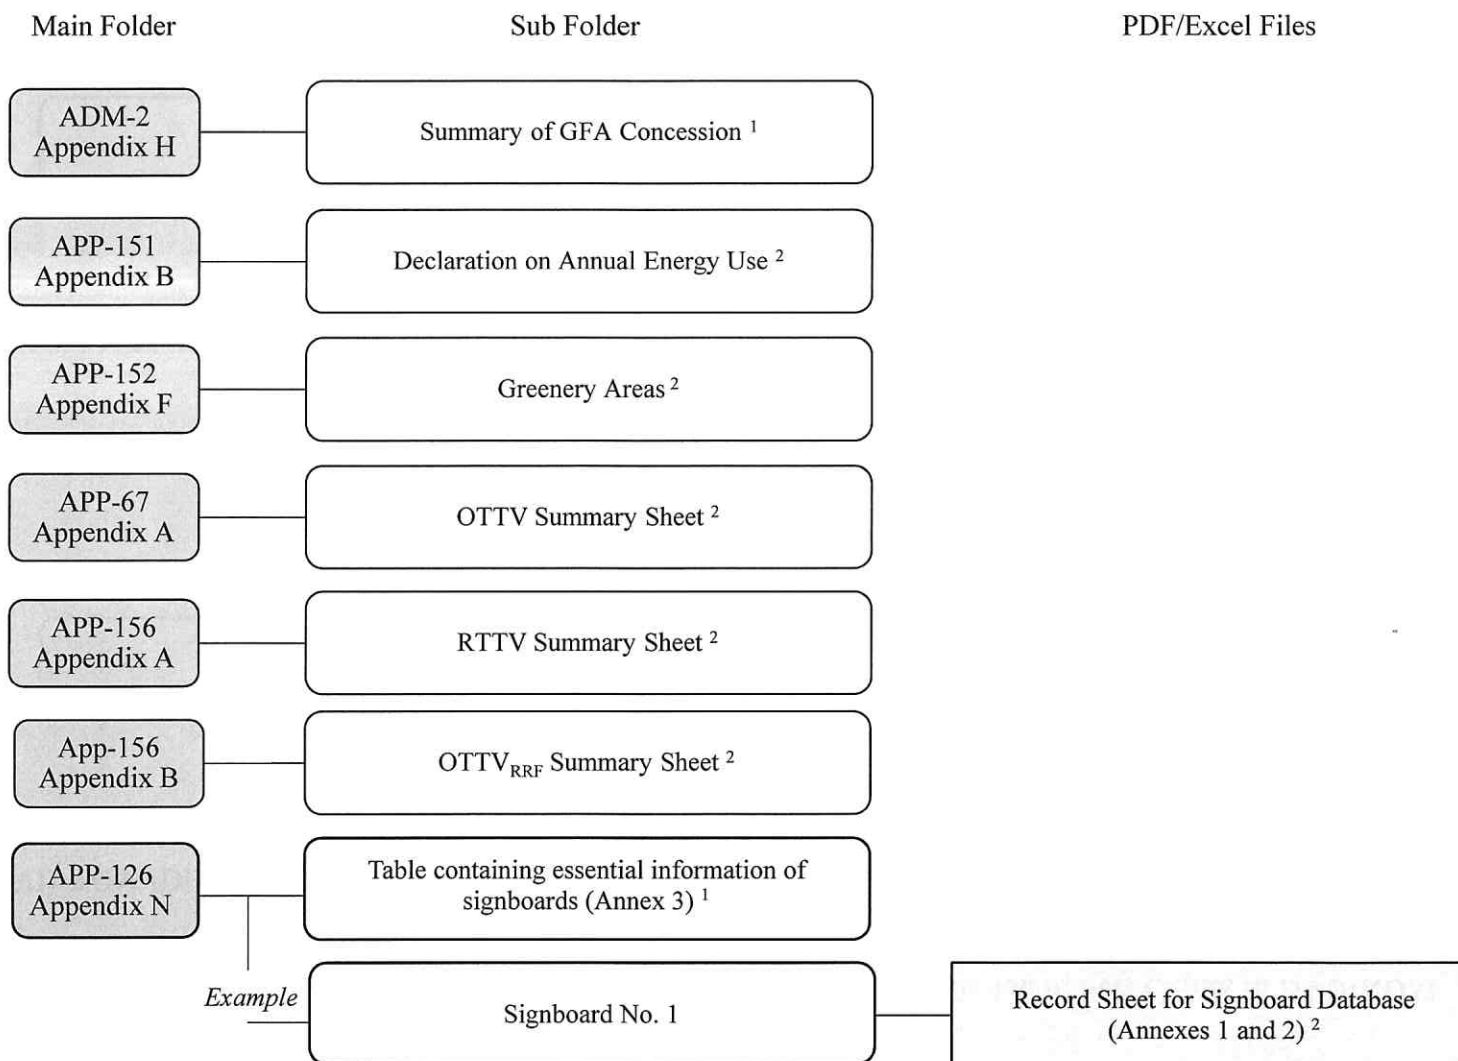 Main Folder
Sub Folder
PDF/Excel Files
ADM-2
Appendix H
Summary of GFA Concession ¹
APP-151
Appendix B
Declaration on Annual Energy Use ²
APP-152
Appendix F
Greenery Areas ²
APP-67
Appendix A
OTTV Summary Sheet ²
APP-156
Appendix A
RTTV Summary Sheet ²
App-156
Appendix B
OTTV_RRF Summary Sheet ²
APP-126
Appendix N
Table containing essential information of
signboards (Annex 3) ¹
Example
Signboard No. 1
Record Sheet for Signboard Database
(Annexes 1 and 2) ²